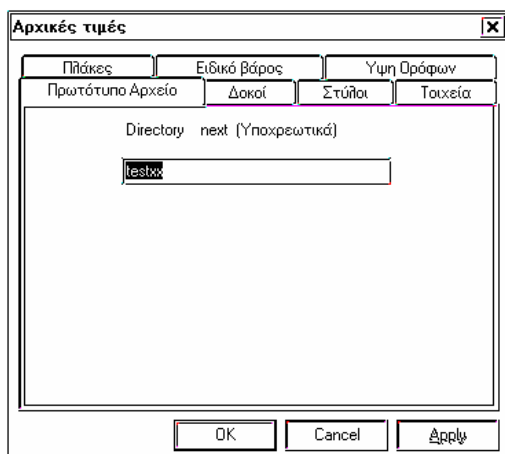 Αρχικές τιμές
Πλάκες Ειδικό βάρος Υψη Ορόφων
Πρωτότυπο Αρχείο Δοκοί Στύλοι Τοιχεία
Directory next (Υποχρεωτικά)
testxx
OK Cancel Apply